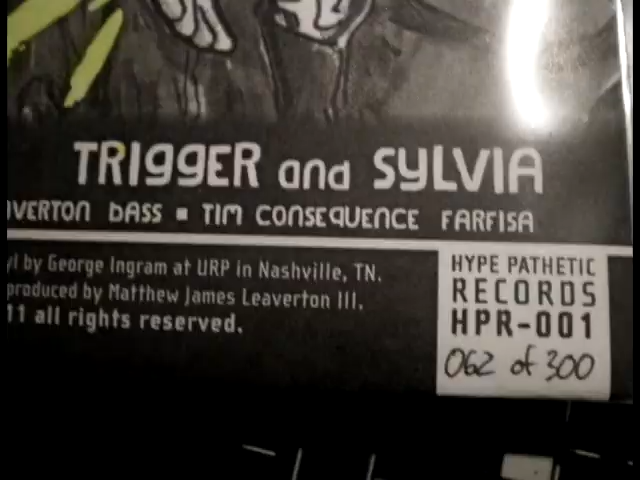 TRIGGER and SYLVIA
BASS ▪ TIM CONSEQUENCE FARFISA
by George Ingram at URP in Nashville, TN.
produced by Matthew James Leaverton III.
11 all rights reserved.
HYPE PATHETIC
RECORDS
HPR-001
062 of 300